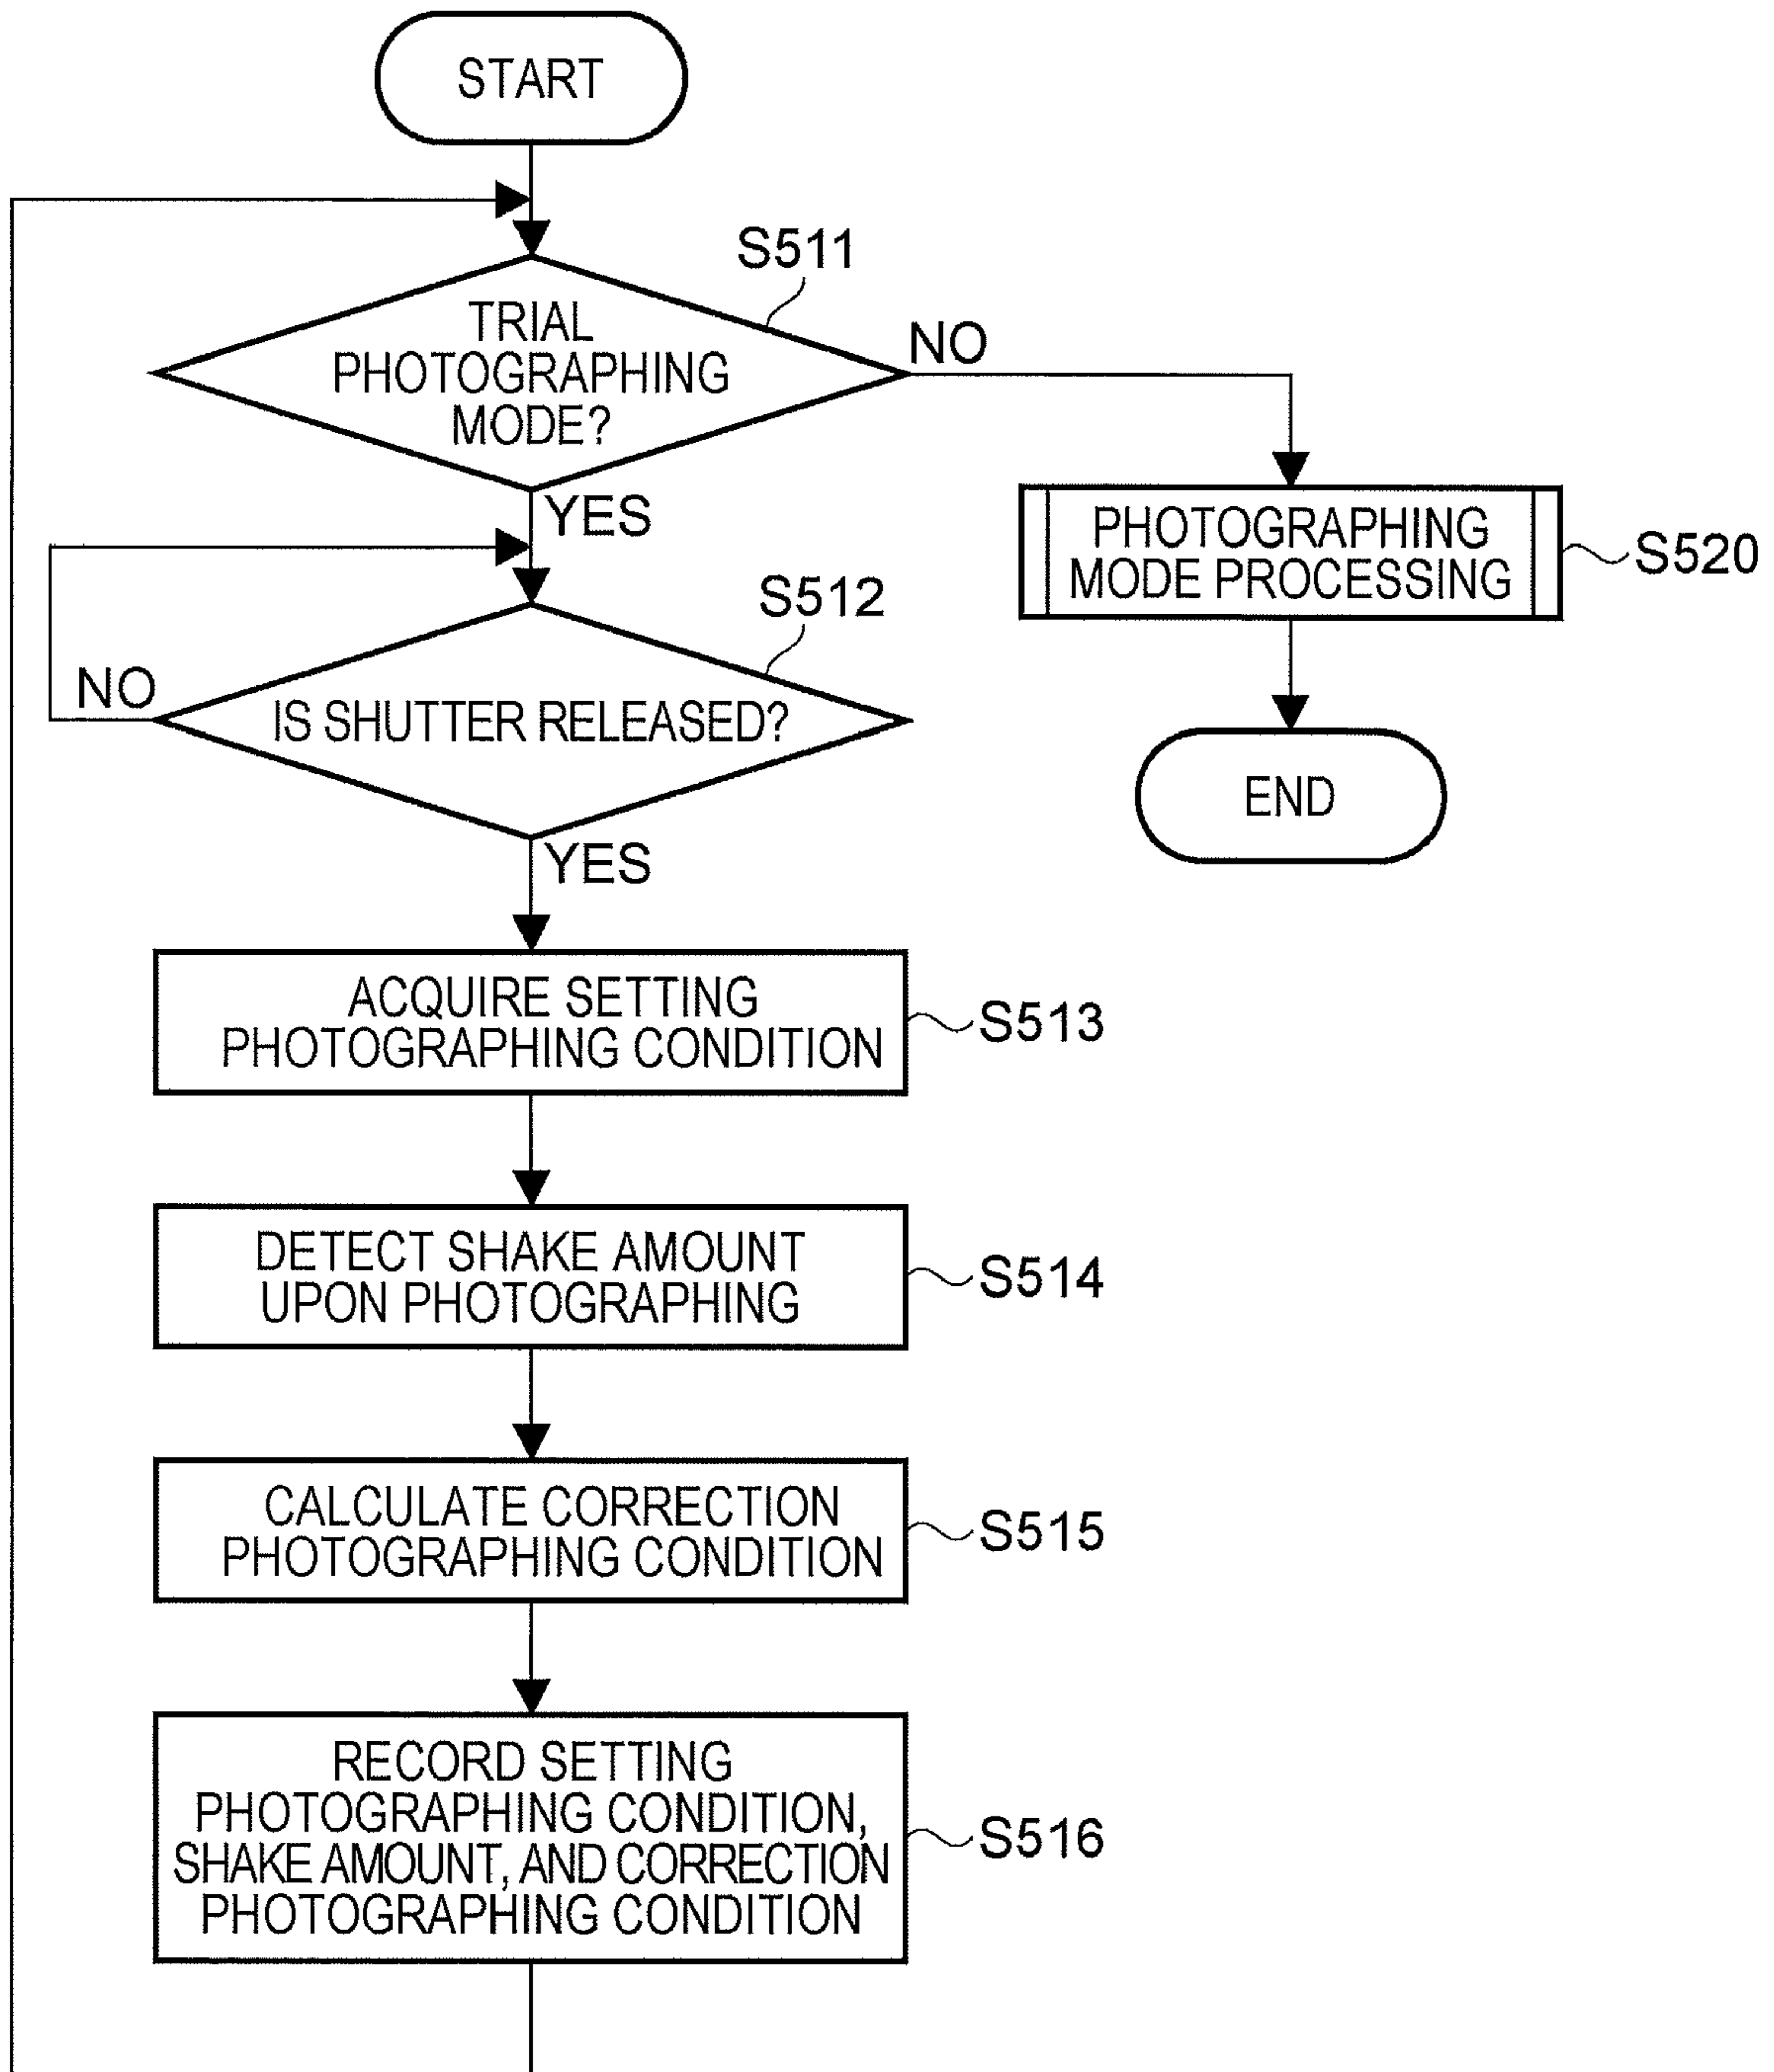 START
S511
TRIAL
PHOTOGRAPHING
MODE?
NO
YES
PHOTOGRAPHING
MODE PROCESSING
S520
S512
NO
IS SHUTTER RELEASED?
END
YES
ACQUIRE SETTING
PHOTOGRAPHING CONDITION
S513
DETECT SHAKE AMOUNT
UPON PHOTOGRAPHING
S514
CALCULATE CORRECTION
PHOTOGRAPHING CONDITION
S515
RECORD SETTING
PHOTOGRAPHING CONDITION,
SHAKE AMOUNT, AND CORRECTION
PHOTOGRAPHING CONDITION
S516